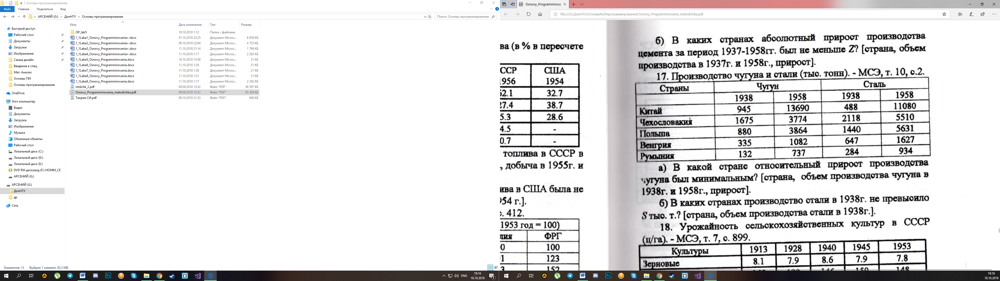 Основы программирования
Файл Главная Поделиться Вид
АРСЕНИЙ (G:) ДонНТУ Основы программирования
Поиск: Основы программирования
Быстрый доступ
Рабочий стол
Документы
Загрузки
Изображения
Семья дизайн
Введение в спец
Мат. Анализ
Основы ПИ
Основы программирования
OneDrive
Этот компьютер
Видео
Документы
Загрузки
Изображения
Музыка
Объемные объекты
Рабочий стол
Локальный диск (C:)
Локальный диск (D:)
Локальный диск (E:)
DVD RW дисковод (F:) HOMM_CE
АРСЕНИЙ (G:)
АРСЕНИЙ (G:)
ДонНТУ
др
Сеть
Имя Дата изменения Тип Размер
OP_lab5 18.10.2018 1:12 Папка с файлами
1_1Laba1_Osnovy_Programmirovania+.docx 07.10.2018 22:25 Документ Micros... 6 859 КБ
1_1Laba2_Osnovy_Programmirovania+.docx 06.10.2018 22:04 Документ Micros... 4 755 КБ
1_1Laba3_Osnovy_Programmirovania+.docx 11.10.2018 21:14 Документ Micros... 1 769 КБ
1_1Laba4_Osnovy_Programmirovania+.docx 11.10.2018 1:17 Документ Micros... 2 292 КБ
1_1Laba5_Osnovy_Programmirovania.docx 18.10.2018 15:58 Документ Micros... 21 КБ
1_1Laba6_Osnovy_Programmirovania.docx 11.10.2018 1:29 Документ Micros... 21 КБ
1_1Laba7_Osnovy_Programmirovania.docx 11.10.2018 1:30 Документ Micros... 21 КБ
1_1Laba8_Osnovy_Programmirovania.docx 11.10.2018 1:31 Документ Micros... 21 КБ
1_1Laba9_Osnovy_Programmirovania.docx 11.10.2018 1:17 Документ Micros... 2 292 КБ
mtdchk_2.pdf 09.09.2018 15:52 Файл "PDF" 56 597 КБ
Osnovy_Programmirovania_metodichka.pdf 09.09.2018 15:52 Файл "PDF" 85 309 КБ
Теория СИ.pdf 09.10.2018 21:33 Файл "PDF" 640 КБ
Элементов: 13 Выбран 1 элемент: 83,3 МБ
ENG 19:16
18.10.2018
Osnovy_Programmirova
file:///G:/ДонНТУ/Основы%20программирования/Osnovy_Programmirovania_metodichka.pdf
ва (в % в пересчете
ССР США
1956 1954
52.1 32.7
27.4 38.7
5.3 28.6
4.5 -
0.7 -
топлива в СССР в
, добыча в 1955г. и
ива в США была не
954 г.].
с. 412.
1953 год = 100)
лия ФРГ
0 100
1 123
3 152
б) В каких странах абсолютный прирост производства
цемента за период 1937-1958гг. был не меньше Z? [страна, объем
производства в 1937г. и 1958г., прирост].
17. Производство чугуна и стали (тыс. тонн). - МСЭ, т. 10, с.2.
Страны Чугун Сталь
1938 1958 1938 1958
Китай 945 13690 488 11080
Чехословакия 1675 3774 2118 5510
Польша 880 3864 1440 5631
Венгрия 335 1082 647 1627
Румыния 132 737 284 934
а) В какой стране относительный прирост производства
чугуна был минимальным? [страна, объем производства чугуна в
1938г. и 1958г., прирост].
б) В каких странах производство стали в 1938г. не превысило
S тыс. т.? [страна, объем производства стали в 1938г.].
18. Урожайность сельскохозяйственных культур в СССР
(ц/га). - МСЭ, т. 7, с. 899.
Культуры 1913 1928 1940 1945 1953
Зерновые 8.1 7.9 8.6 7.9 7.8
19:16
18.10.2018